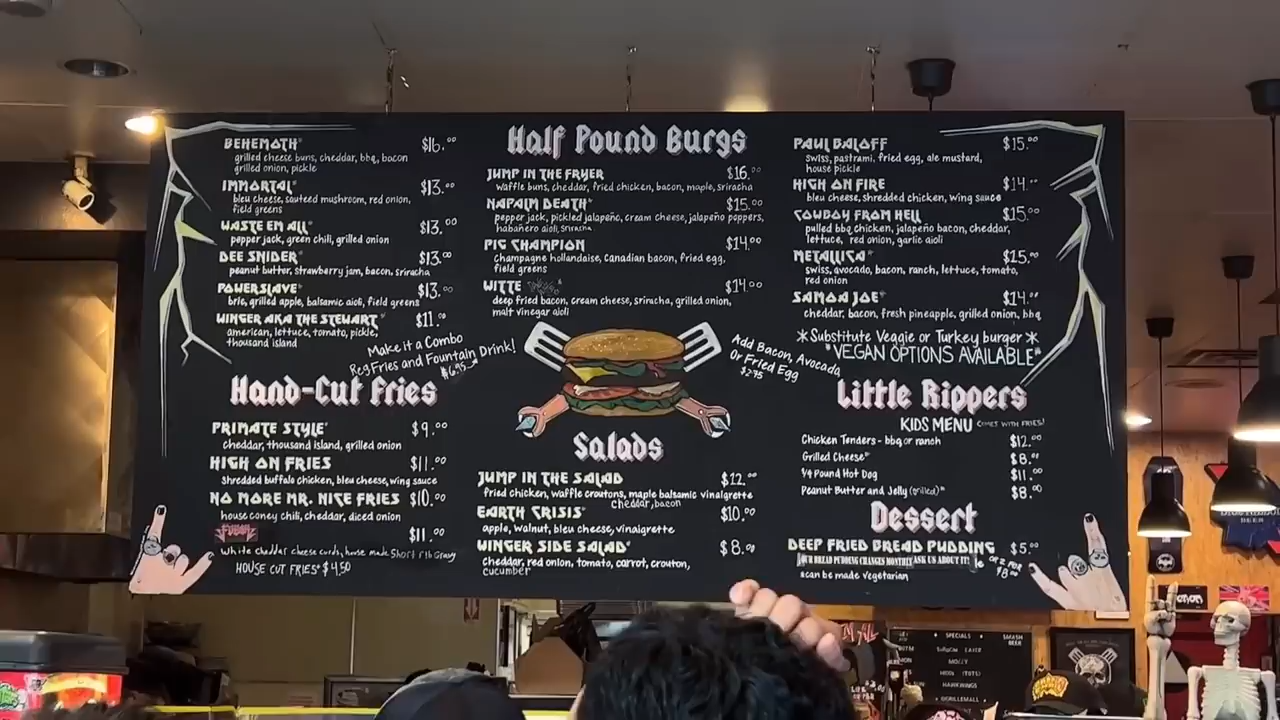 BEHEMOTH* $16.00
grilled cheese buns, cheddar, bbq, bacon
grilled onion, pickle
IMMORTAL* $13.00
bleu cheese, sauteed mushroom, red onion,
field greens
WASTE EM ALL* $13.00
pepper jack, green chili, grilled onion
DEE SNIDER* $13.00
peanut butter, strawberry jam, bacon, sriracha
POWERSLAVE* $13.00
brie, grilled apple, balsamic aioli, field greens
WINGER AKA THE STEWART* $11.00
american, lettuce, tomato, pickle,
thousand island
Make it a Combo
Reg Fries and Fountain Drink!
$6.95
Half Pound Burgs
JUMP IN THE FRYER $16.00
waffle buns, cheddar, fried chicken, bacon, maple, sriracha
NAPALM DEATH* $15.00
pepper jack, pickled jalapeño, cream cheese, jalapeño poppers,
habanero aioli, sriracha
PIG CHAMPION $14.00
champagne hollandaise, canadian bacon, fried egg,
field greens
WITTE $14.00
deep fried bacon, cream cheese, sriracha, grilled onion,
malt vinegar aioli
PAUL BALOFF $15.00
swiss, pastrami, fried egg, ale mustard,
house pickle
HIGH ON FIRE $14.00
bleu cheese, shredded chicken, wing sauce
COWBOY FROM HELL $15.00
pulled bbq chicken, jalapeño bacon, cheddar,
lettuce, red onion, garlic aioli
METALLICA* $15.00
swiss, avocado, bacon, ranch, lettuce, tomato,
red onion
SAMOA JOE* $14.00
cheddar, bacon, fresh pineapple, grilled onion, bbq
*Substitute Veggie or Turkey burger*
*VEGAN OPTIONS AVAILABLE*
Add Bacon, Avocado,
Or Fried Egg
$2.75
Hand-Cut Fries
PRIMATE STYLE* $9.00
cheddar, thousand island, grilled onion
HIGH ON FRIES $11.00
shredded buffalo chicken, bleu cheese, wing sauce
NO MORE MR. NICE FRIES $10.00
house coney chili, cheddar, diced onion
$11.00
White cheddar cheese curds, house made Short rib Gravy
HOUSE CUT FRIES* $4.50
Salads
JUMP IN THE SALAD $12.00
fried chicken, waffle croutons, maple balsamic vinaigrette
cheddar, bacon
EARTH CRISIS* $10.00
apple, walnut, bleu cheese, vinaigrette
WINGER SIDE SALAD* $8.00
cheddar, red onion, tomato, carrot, crouton,
cucumber
Little Rippers
KIDS MENU COMES WITH FRIES!
Chicken Tenders - bbq or ranch $12.00
Grilled Cheese* $8.00
1/4 Pound Hot Dog $11.00
Peanut Butter and Jelly (grilled)* $8.00
Dessert
DEEP FRIED BREAD PUDDING $5.00
OUR BREAD PUDDING CHANGES MONTHLY ASK US ABOUT IT!
OR 2 FOR
$8.00
*can be made vegetarian
SPECIALS
SMASH
BEER